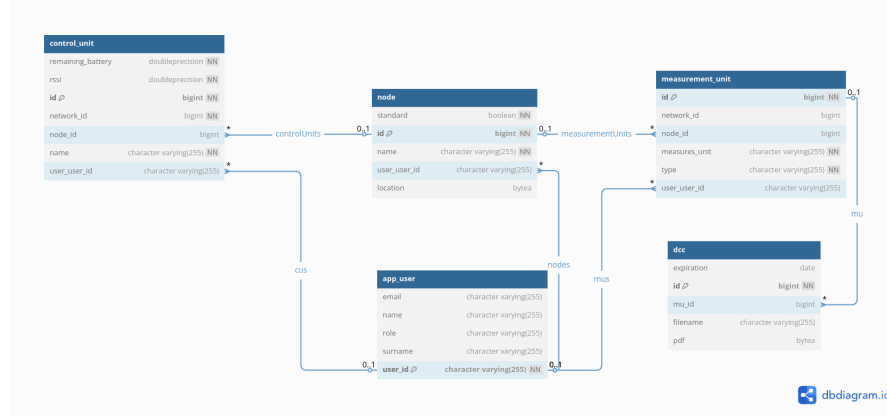 control_unit
remaining_battery doubleprecision NN
rssi doubleprecision NN
id bigint NN
network_id bigint NN
node_id bigint
name character varying(255) NN
user_user_id character varying(255)
*
*
controlUnits
0..1
node
standard boolean NN
id bigint NN
name character varying(255) NN
user_user_id character varying(255)
location bytea
0..1
*
measurementUnits
*
*
measurement_unit
id bigint NN
network_id bigint
node_id bigint
measures_unit character varying(255) NN
type character varying(255) NN
user_user_id character varying(255)
0..1
mu
dcc
expiration date
id bigint NN
mu_id bigint
filename character varying(255)
pdf bytea
*
cus
nodes
mus
app_user
email character varying(255)
name character varying(255)
role character varying(255)
surname character varying(255)
user_id character varying(255) NN
0..1
0..1
dbdiagram.io